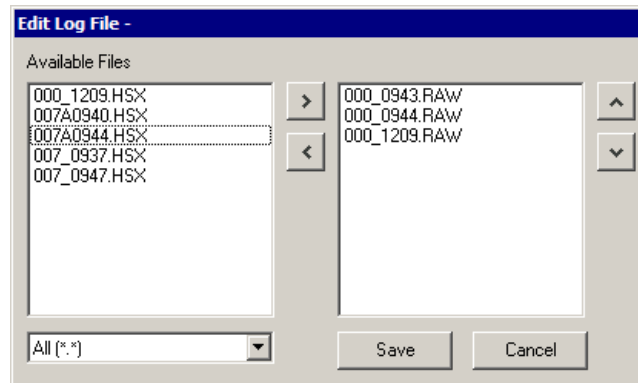 Edit Log File -
Available Files
000_1209.HSX
007A0940.HSX
007A0944.HSX
007_0937.HSX
007_0947.HSX
>
<
000_0943.RAW
000_0944.RAW
000_1209.RAW
All (*.*)
Save
Cancel